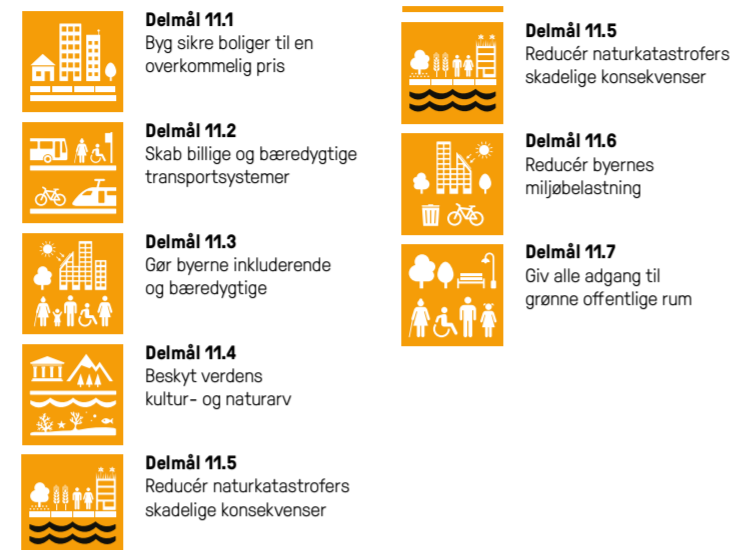 Delmål 11.1
Byg sikre boliger til en
overkommelig pris
Delmål 11.2
Skab billige og bæredygtige
transportsystemer
Delmål 11.3
Gør byerne inkluderende
og bæredygtige
Delmål 11.4
Beskyt verdens
kultur- og naturarv
Delmål 11.5
Reducér naturkatastrofers
skadelige konsekvenser
Delmål 11.5
Reducér naturkatastrofers
skadelige konsekvenser
Delmål 11.6
Reducér byernes
miljøbelastning
Delmål 11.7
Giv alle adgang til
grønne offentlige rum